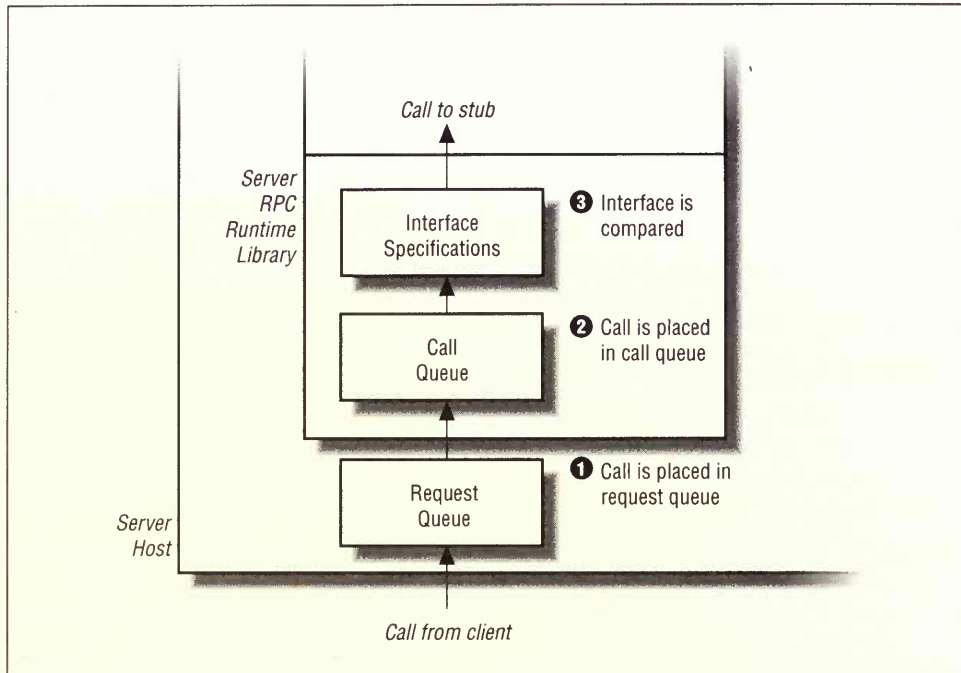 Call to stub
Server
RPC
Runtime
Library
Interface
Specifications
❸ Interface is
compared
Call
Queue
❷ Call is placed
in call queue
Request
Queue
❶ Call is placed in
request queue
Server
Host
Call from client